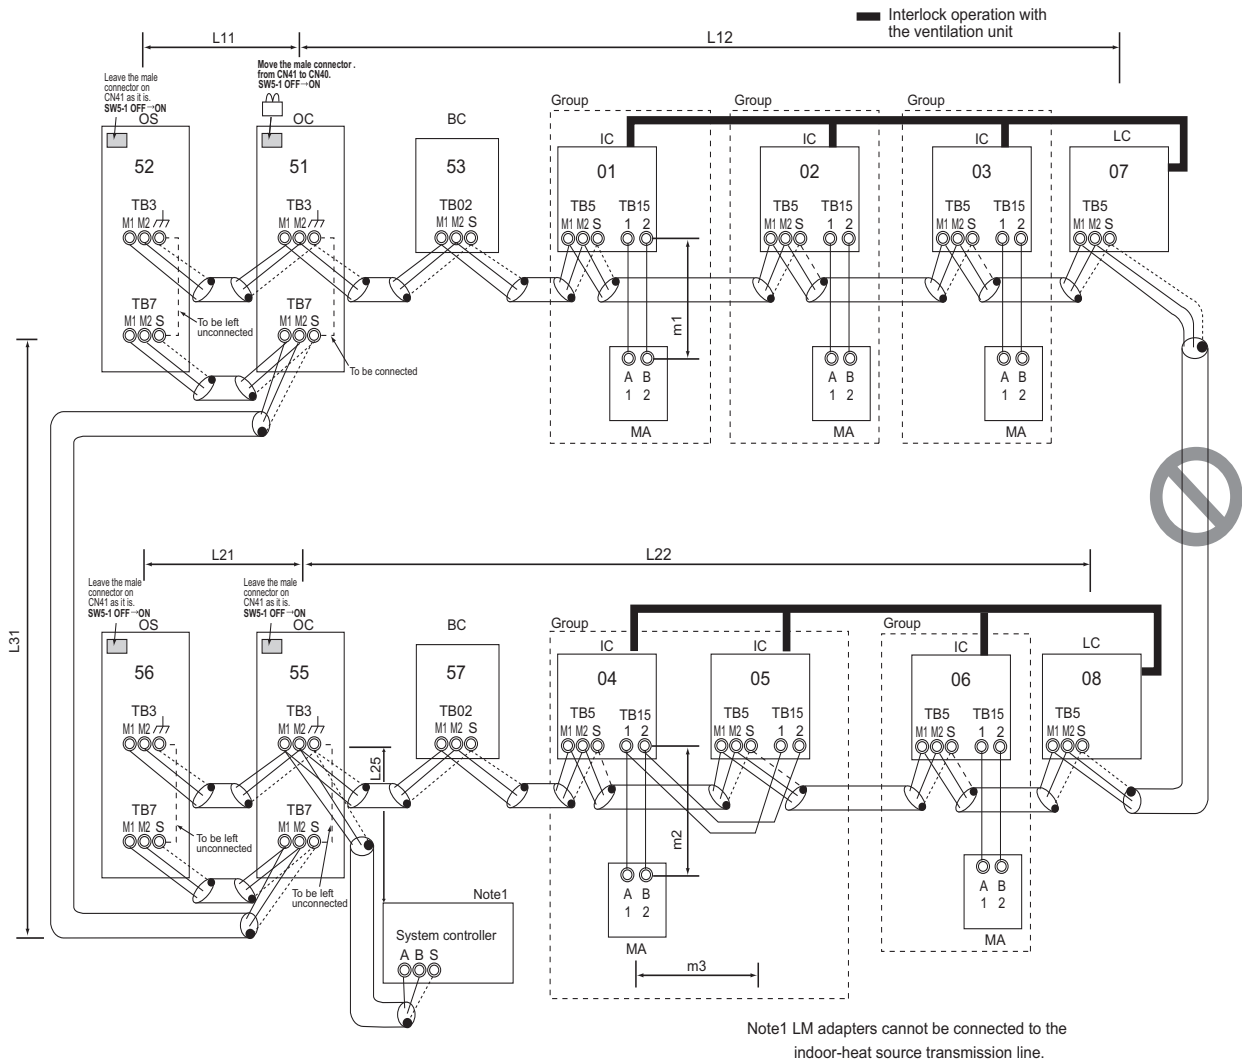 Interlock operation with
the ventilation unit
L11
L12
Leave the male
connector on
CN41 as it is.
SW5-1 OFF→ON
Move the male connector .
from CN41 to CN40.
SW5-1 OFF→ON
OS
OC
BC
Group
IC
Group
IC
Group
IC
LC
52
51
53
01
02
03
07
TB3
TB3
TB02
TB5
TB15
TB5
TB15
TB5
TB15
TB5
M1 M2
M1 M2
M1 M2 S
M1 M2 S
1 2
M1 M2 S
1 2
M1 M2 S
1 2
M1 M2 S
TB7
TB7
M1 M2 S
M1 M2 S
To be left
unconnected
To be connected
m1
A B
1 2
MA
A B
1 2
MA
A B
1 2
MA
L31
L21
L22
Leave the male
connector on
CN41 as it is.
SW5-1 OFF→ON
Leave the male
connector on
CN41 as it is.
SW5-1 OFF→ON
OS
OC
BC
Group
IC
IC
Group
IC
LC
56
55
57
04
05
06
08
TB3
TB3
TB02
TB5
TB15
TB5
TB15
TB5
TB15
TB5
M1 M2
M1 M2
M1 M2 S
M1 M2 S
1 2
M1 M2 S
1 2
M1 M2 S
1 2
M1 M2 S
L25
TB7
TB7
M1 M2 S
M1 M2 S
To be left
unconnected
To be left
unconnected
m2
A B
1 2
MA
A B
1 2
MA
Note1
System controller
A B S
m3
Note1 LM adapters cannot be connected to the
indoor-heat source transmission line.